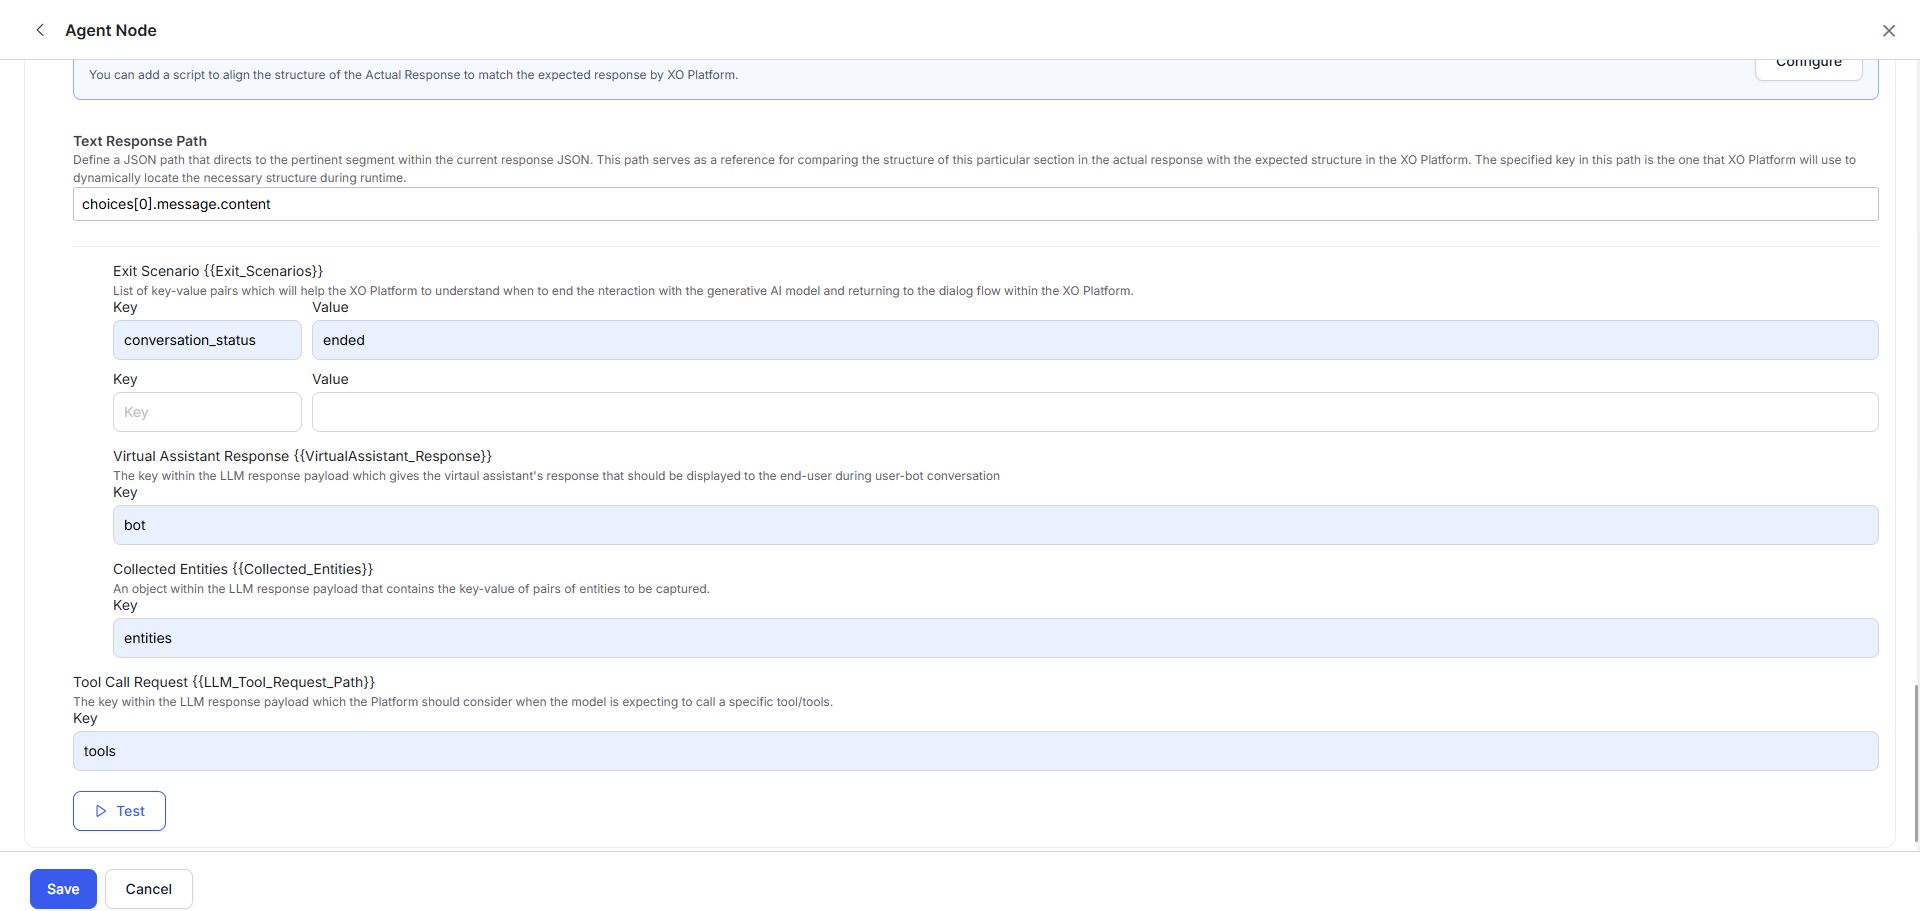 Agent Node
You can add a script to align the structure of the Actual Response to match the expected response by XO Platform.
Configure
Text Response Path
Define a JSON path that directs to the pertinent segment within the current response JSON. This path serves as a reference for comparing the structure of this particular section in the actual response with the expected structure in the XO Platform. The specified key in this path is the one that XO Platform will use to
dynamically locate the necessary structure during runtime.
choices[0].message.content
Exit Scenario {{Exit_Scenarios}}
List of key-value pairs which will help the XO Platform to understand when to end the nteraction with the generative AI model and returning to the dialog flow within the XO Platform.
Key Value
conversation_status ended
Key Value
Key
Virtual Assistant Response {{VirtualAssistant_Response}}
The key within the LLM response payload which gives the virtaul assistant's response that should be displayed to the end-user during user-bot conversation
Key
bot
Collected Entities {{Collected_Entities}}
An object within the LLM response payload that contains the key-value of pairs of entities to be captured.
Key
entities
Tool Call Request {{LLM_Tool_Request_Path}}
The key within the LLM response payload which the Platform should consider when the model is expecting to call a specific tool/tools.
Key
tools
Test
Save Cancel